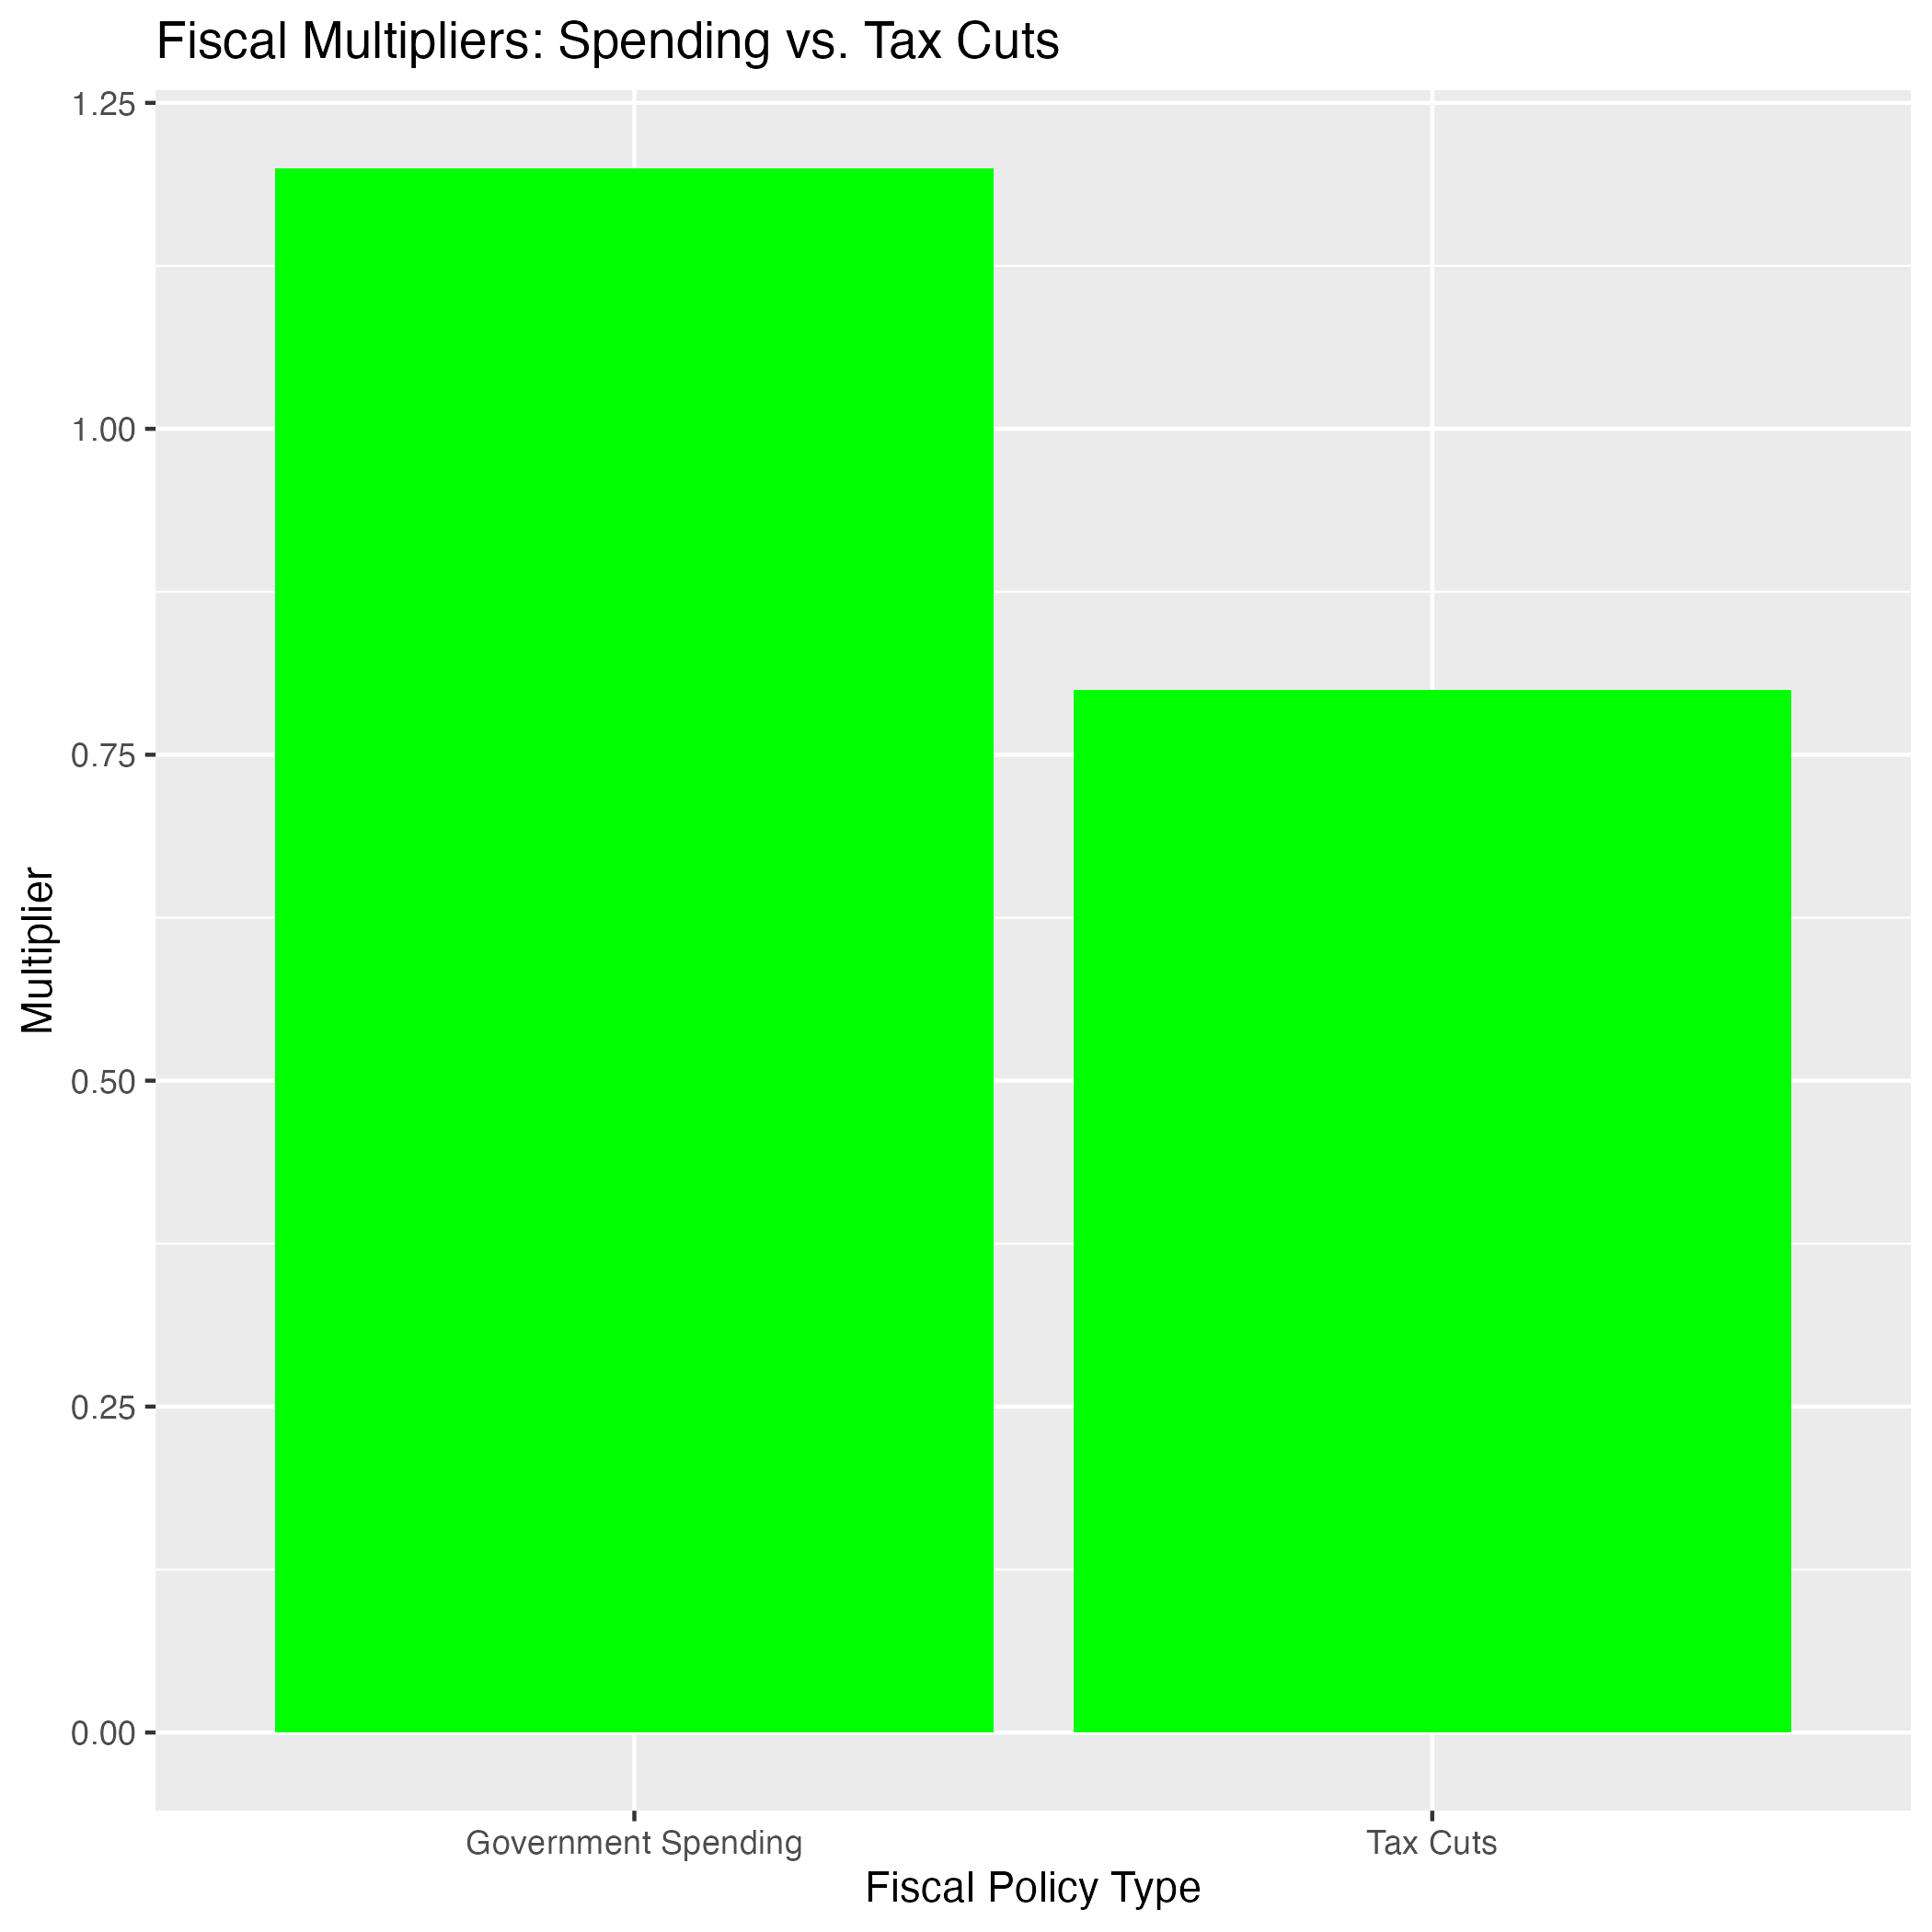 Fiscal Multipliers: Spending vs. Tax Cuts
1.25
1.00
0.75
0.50
0.25
0.00
Multiplier
Government Spending
Tax Cuts
Fiscal Policy Type